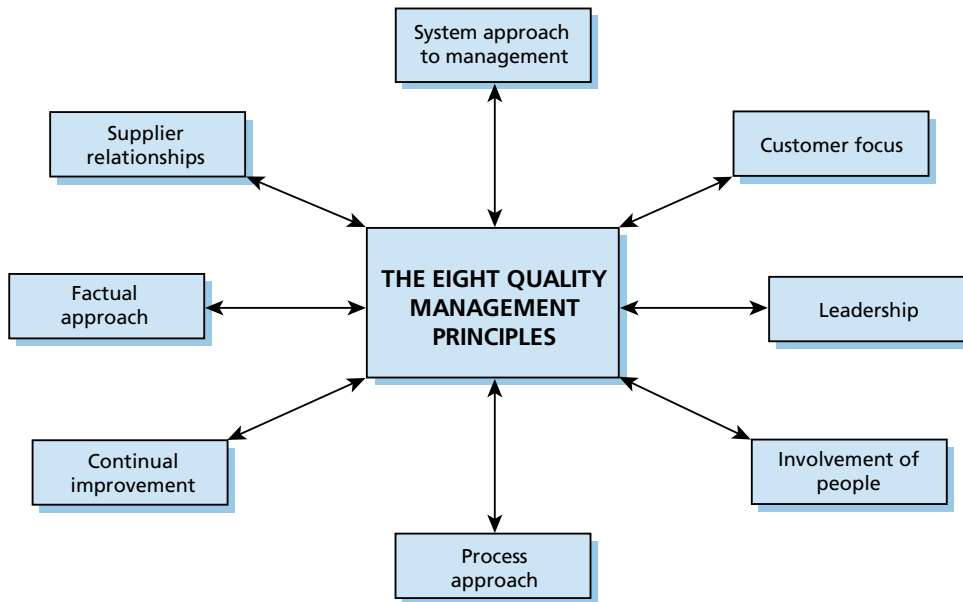 System approach
to management
Supplier
relationships
Customer focus
THE EIGHT QUALITY
MANAGEMENT
PRINCIPLES
Factual
approach
Leadership
Continual
improvement
Involvement of
people
Process
approach